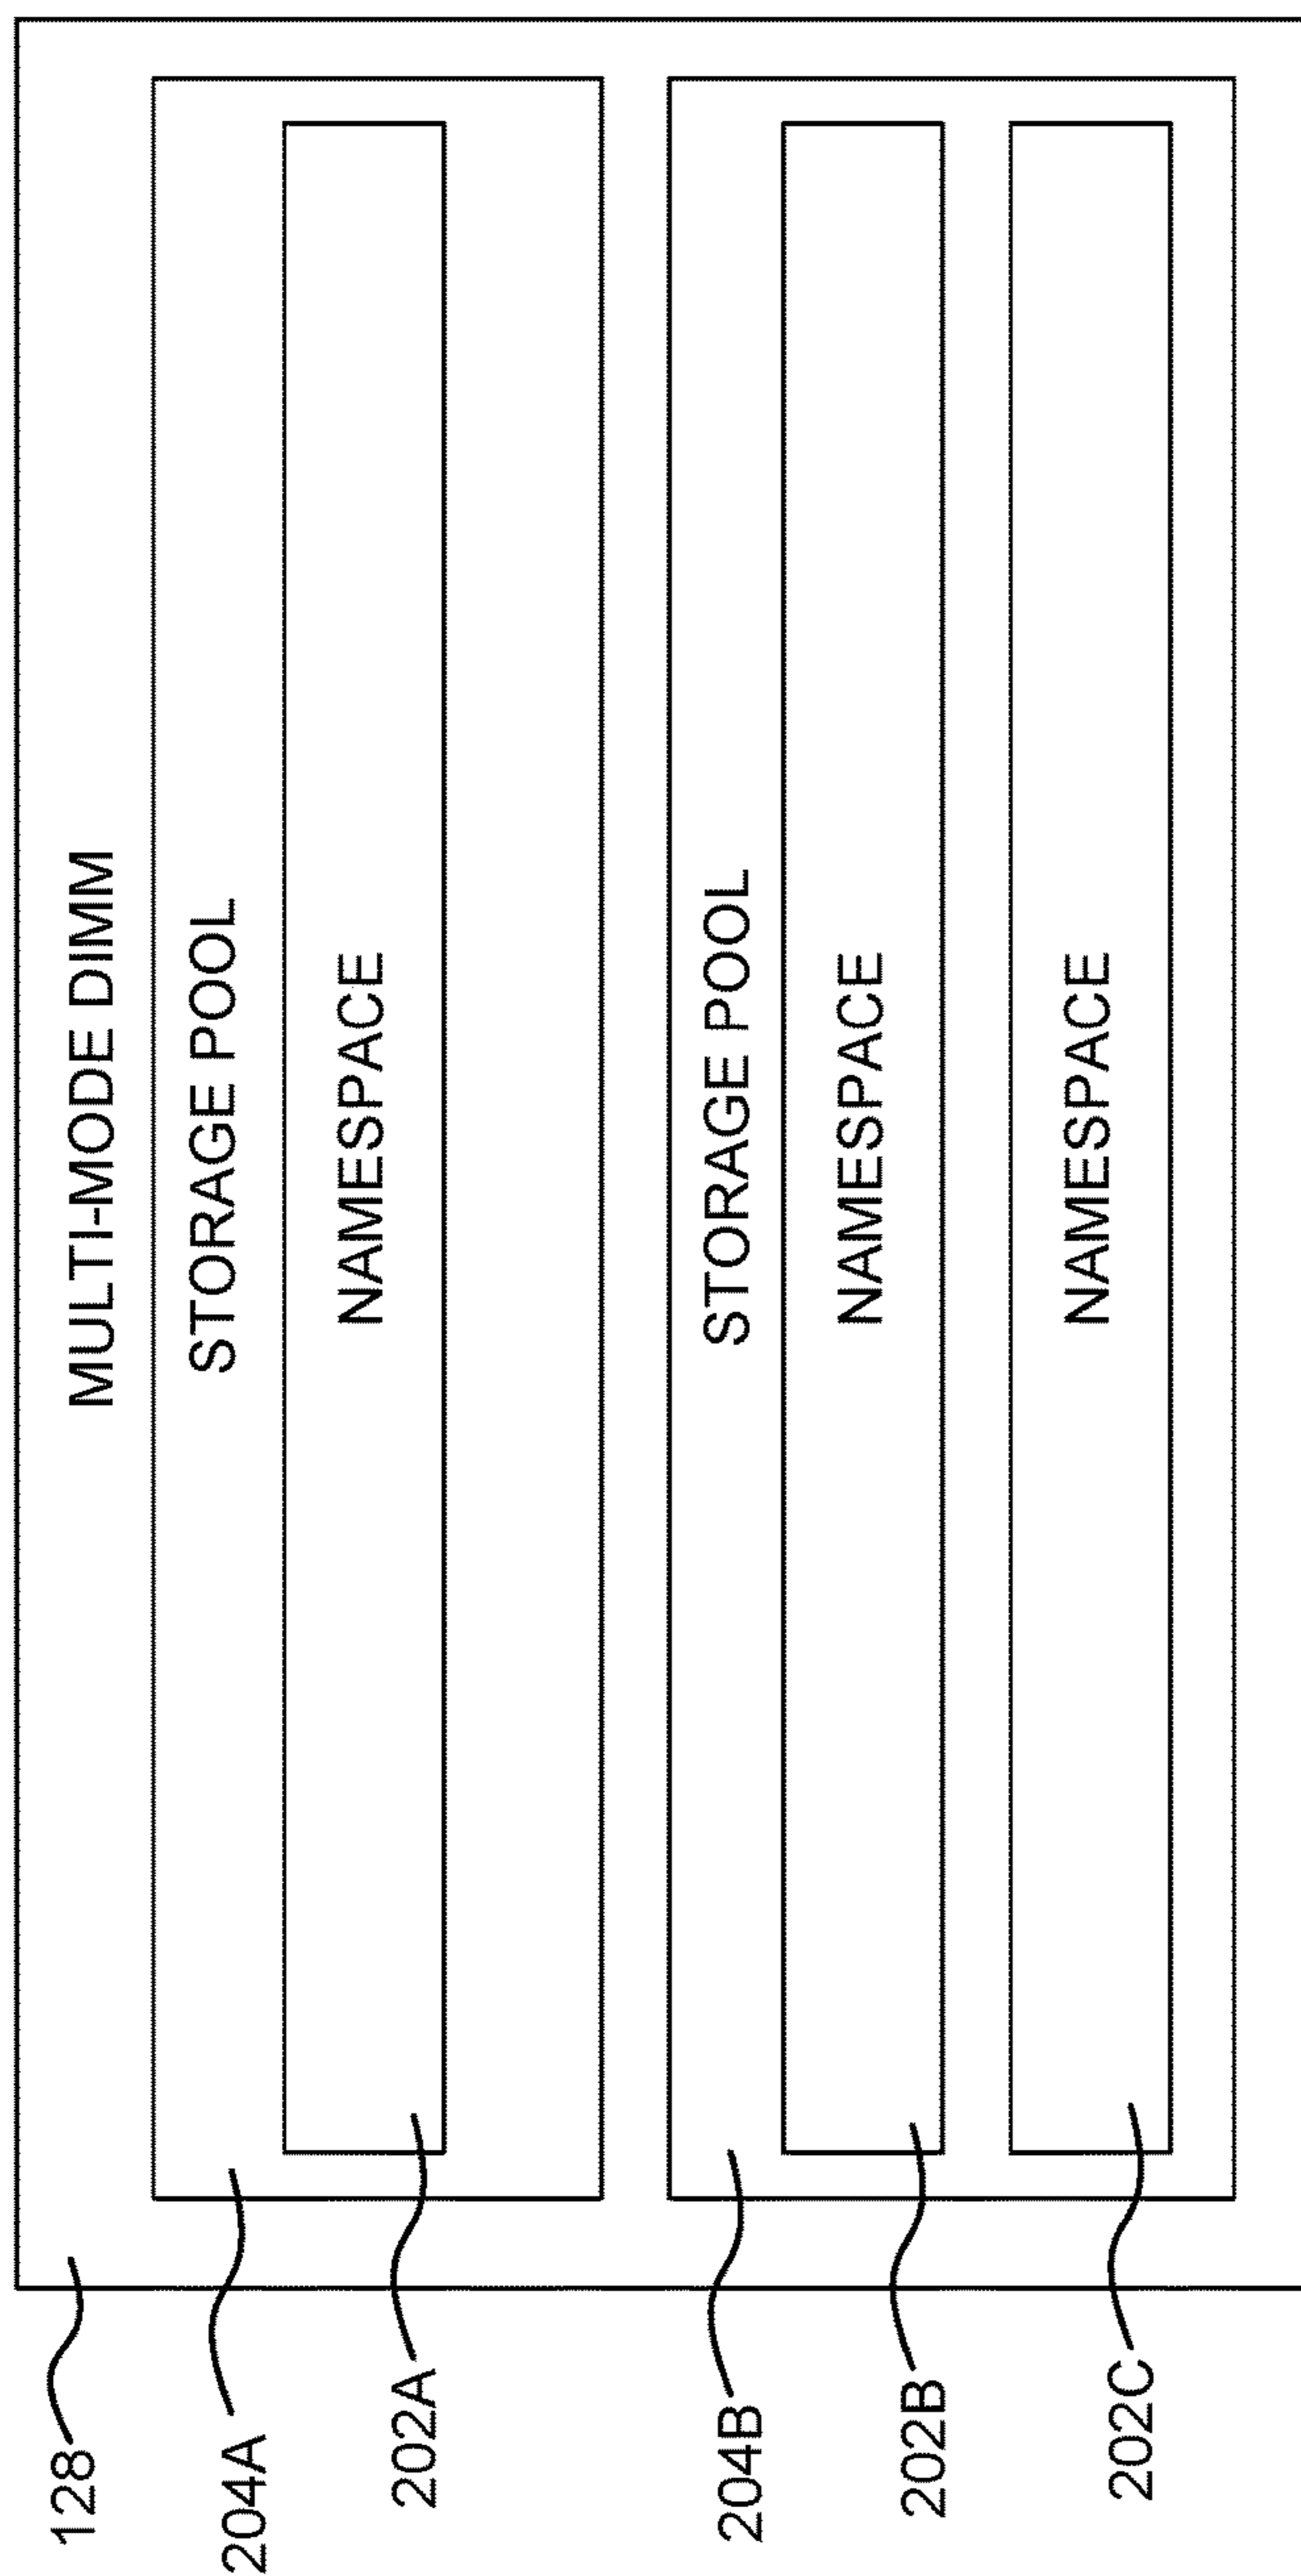 MULTI-MODE DIMM
128
STORAGE POOL
204A
NAMESPACE
202A
STORAGE POOL
204B
NAMESPACE
202B
NAMESPACE
202C